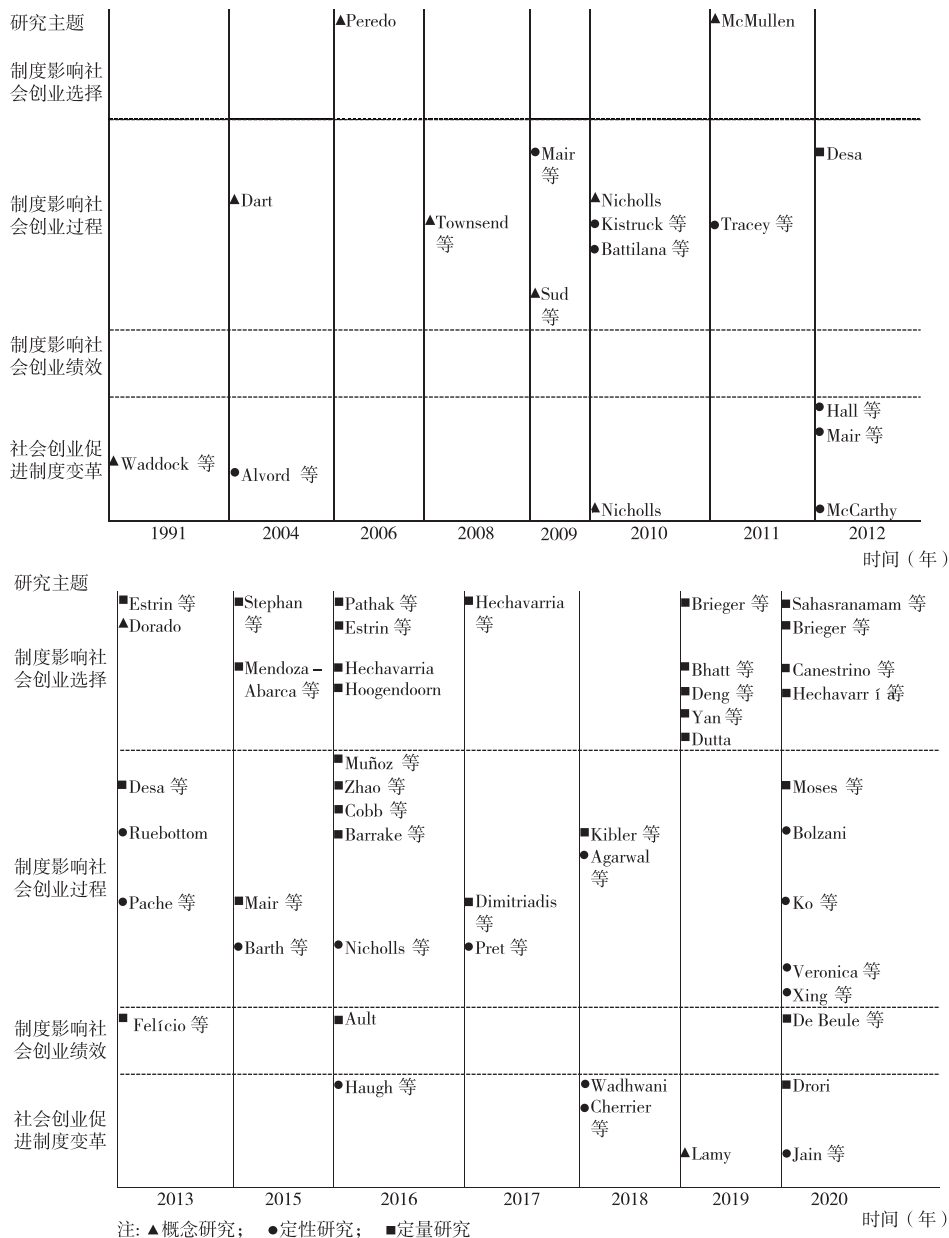 研究主题
▲Peredo
▲McMullen
制度影响社
会创业选择
●Mair
等
■Desa
制度影响社
会创业过程
▲Dart
▲Townsend
等
▲Nicholls
●Kistruck 等
●Battilana 等
●Tracey 等
▲Sud
等
制度影响社
会创业绩效
社会创业促
进制度变革
▲Waddock 等
●Alvord 等
▲Nicholls
●Hall 等
●Mair 等
●McCarthy
1991 2004 2006 2008 2009 2010 2011 2012
时间（年）
研究主题
制度影响社
会创业选择
■Estrin 等
▲Dorado
■Stephan
等
■Mendoza–
Abarca 等
■Pathak 等
■Estrin 等
■Hechavarria
■Hoogendoorn
■Hechavarria
等
■Brieger 等
■Bhatt 等
■Deng 等
■Yan 等
■Dutta
■Sahasranamam 等
■Brieger 等
■Canestrino 等
■Hechavarr í a等
制度影响社
会创业过程
■Desa 等
●Ruebottom
●Pache 等
■Mair 等
●Barth 等
■Muñoz 等
■Zhao 等
■Cobb 等
■Barrake 等
●Nicholls 等
■Dimitriadis
等
●Pret 等
■Kibler 等
●Agarwal
等
■Moses 等
●Bolzani
●Ko 等
●Veronica 等
●Xing 等
制度影响社
会创业绩效
■Felício 等
■Ault
■De Beule 等
社会创业促
进制度变革
●Haugh 等
●Wadhwani
●Cherrier
等
▲Lamy
■Drori
●Jain 等
2013 2015 2016 2017 2018 2019 2020
时间（年）
注: ▲概念研究； ●定性研究； ■定量研究